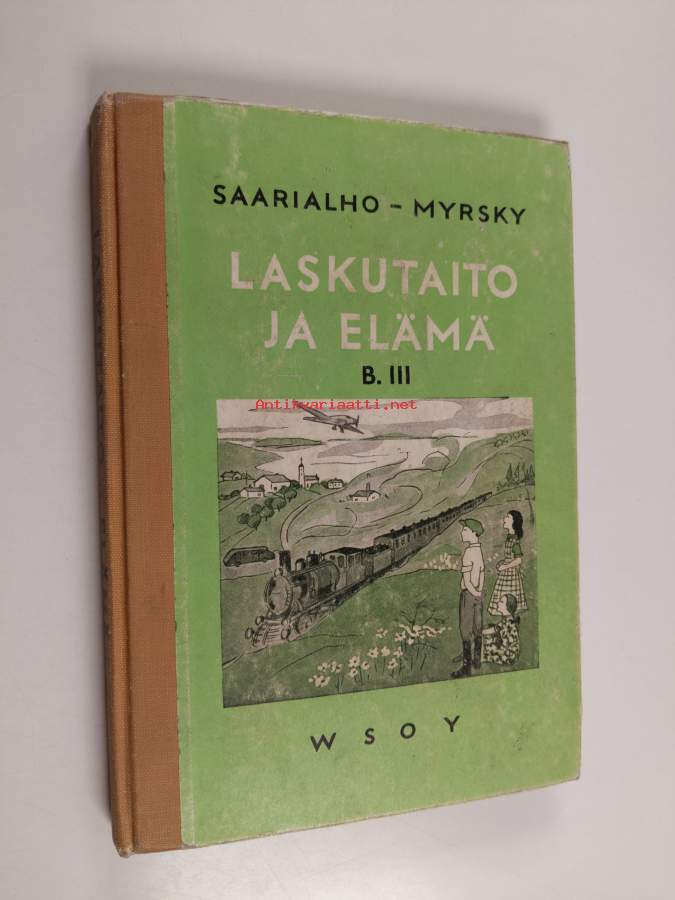 SAARIALHO – MYRSKY
LASKUTAITO
JA ELÄMÄ
B. III
Antikvariaatti.net
WSOY